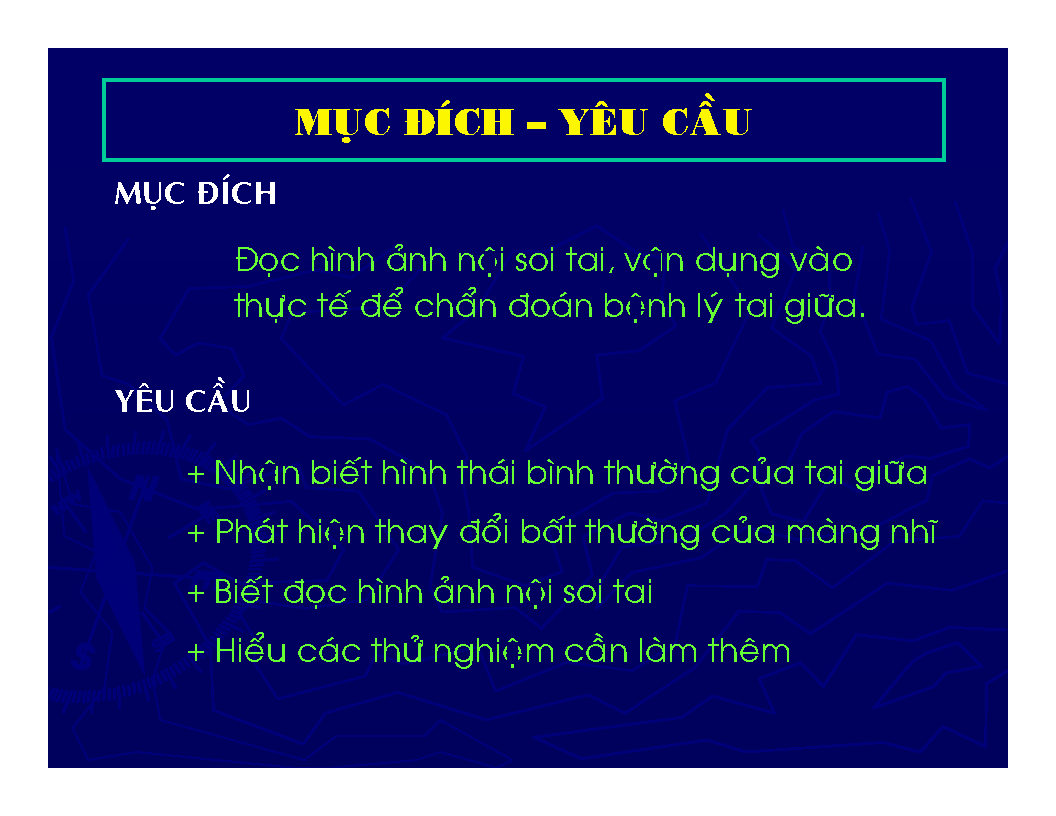 MỤC ĐÍCH – YÊU CẦU
MỤC ĐÍCH
Đọc hình ảnh nội soi tai, vận dụng vào
thực tế để chẩn đoán bệnh lý tai giữa.
YÊU CẦU
+ Nhận biết hình thái bình thường của tai giữa
+ Phát hiện thay đổi bất thường của màng nhĩ
+ Biết đọc hình ảnh nội soi tai
+ Hiểu các thử nghiệm cần làm thêm